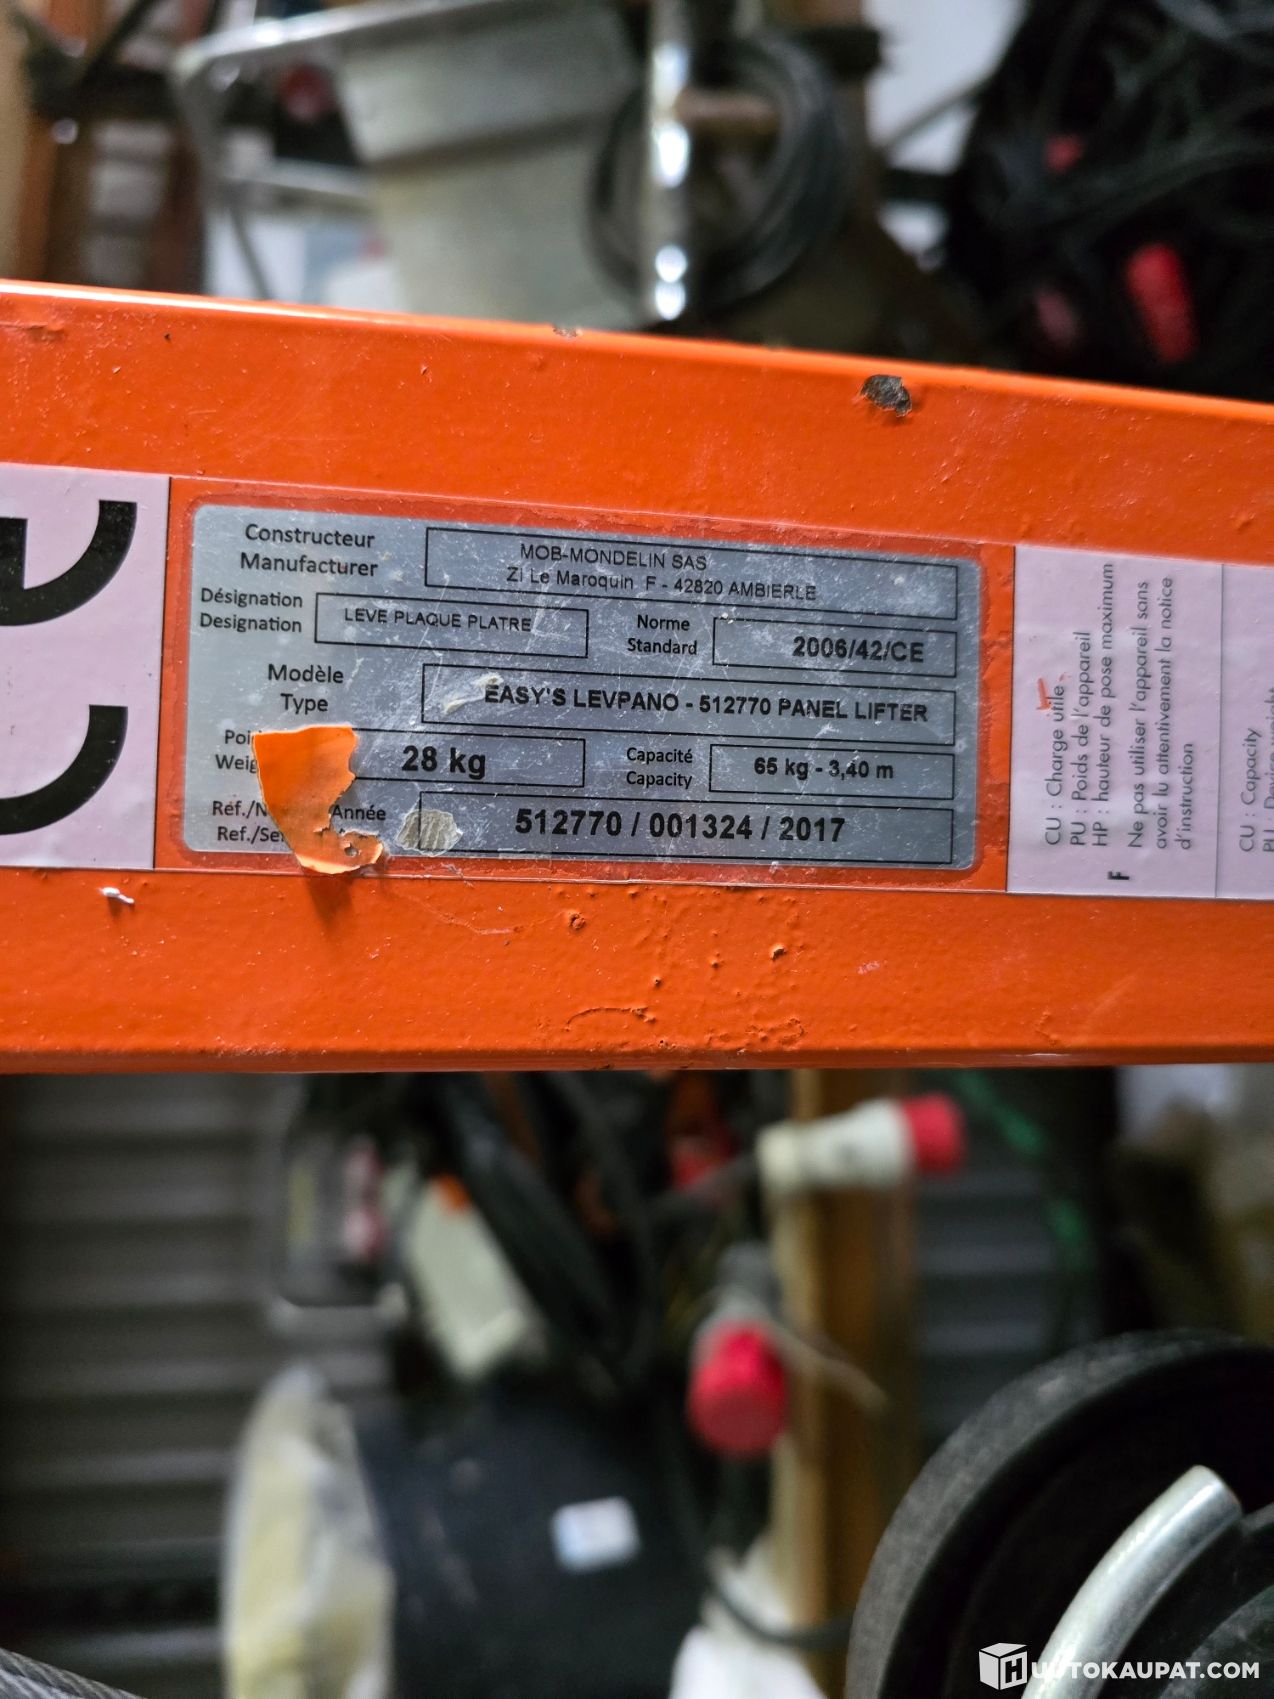 CE
Constructeur
Manufacturer
MOB-MONDELIN SAS
ZI Le Maroquin F - 42820 AMBIERLE
Désignation
Designation
LEVE PLAQUE PLATRE
Norme
Standard
2006/42/CE
Modèle
Type
EASY'S LEVPANO - 512770 PANEL LIFTER
28 kg
Capacité
Capacity
65 kg - 3,40 m
Réf./
Année
Ref./
512770 / 001324 / 2017
CU : Charge utile
PU : Poids de l'appareil
HP : hauteur de pose maximum
Ne pas utiliser l'appareil sans
avoir lu attentivement la notice
d'instruction
F
CU : Capacity
HUUTOKAUPAT.COM